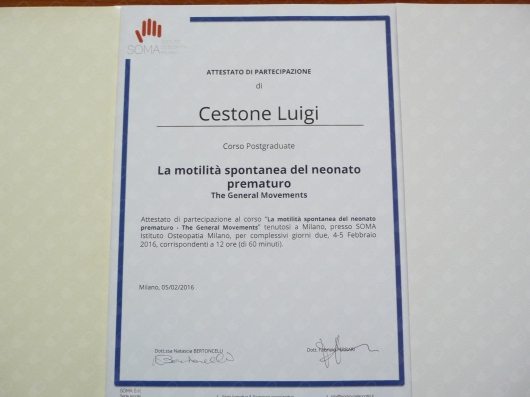 SOMA
ATTESTATO DI PARTECIPAZIONE
di
Cestone Luigi
Corso Postgraduate
La motilità spontanea del neonato
prematuro
The General Movements
Attestato di partecipazione al corso "La motilità spontanea del neonato
prematuro - The General Movements" tenutosi a Milano, presso SOMA
Istituto Osteopatia Milano, per complessivi giorni due, 4-5 Febbraio
2016, corrispondenti a 12 ore (di 60 minuti).
Milano, 05/02/2016
Dott.ssa Natascia BERTONCELLI
Dott.